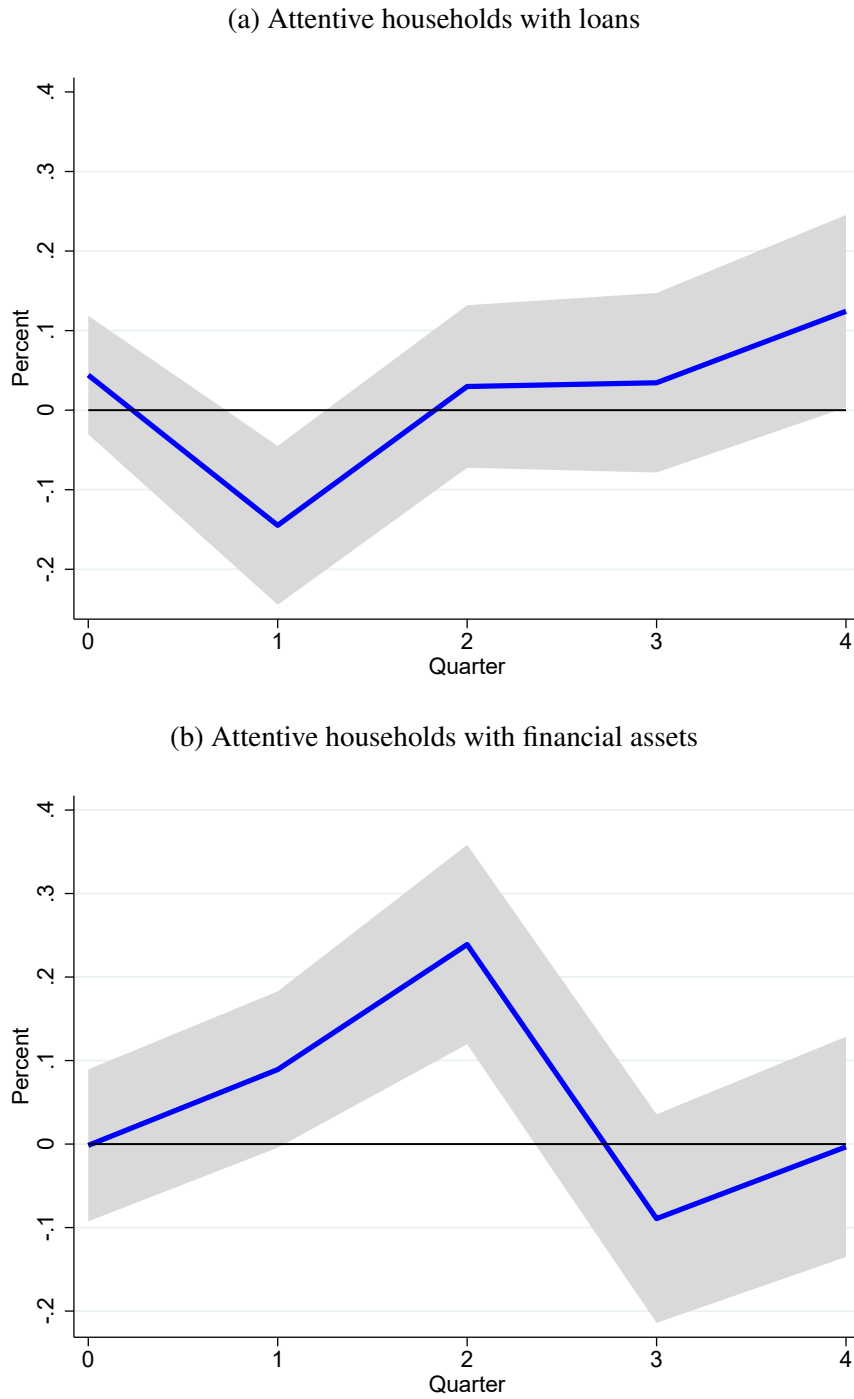 (a) Attentive households with loans
.4
.3
.2
.1
0
-.1
-.2
Percent
0 1 2 3 4
Quarter
(b) Attentive households with financial assets
.4
.3
.2
.1
0
-.1
-.2
Percent
0 1 2 3 4
Quarter